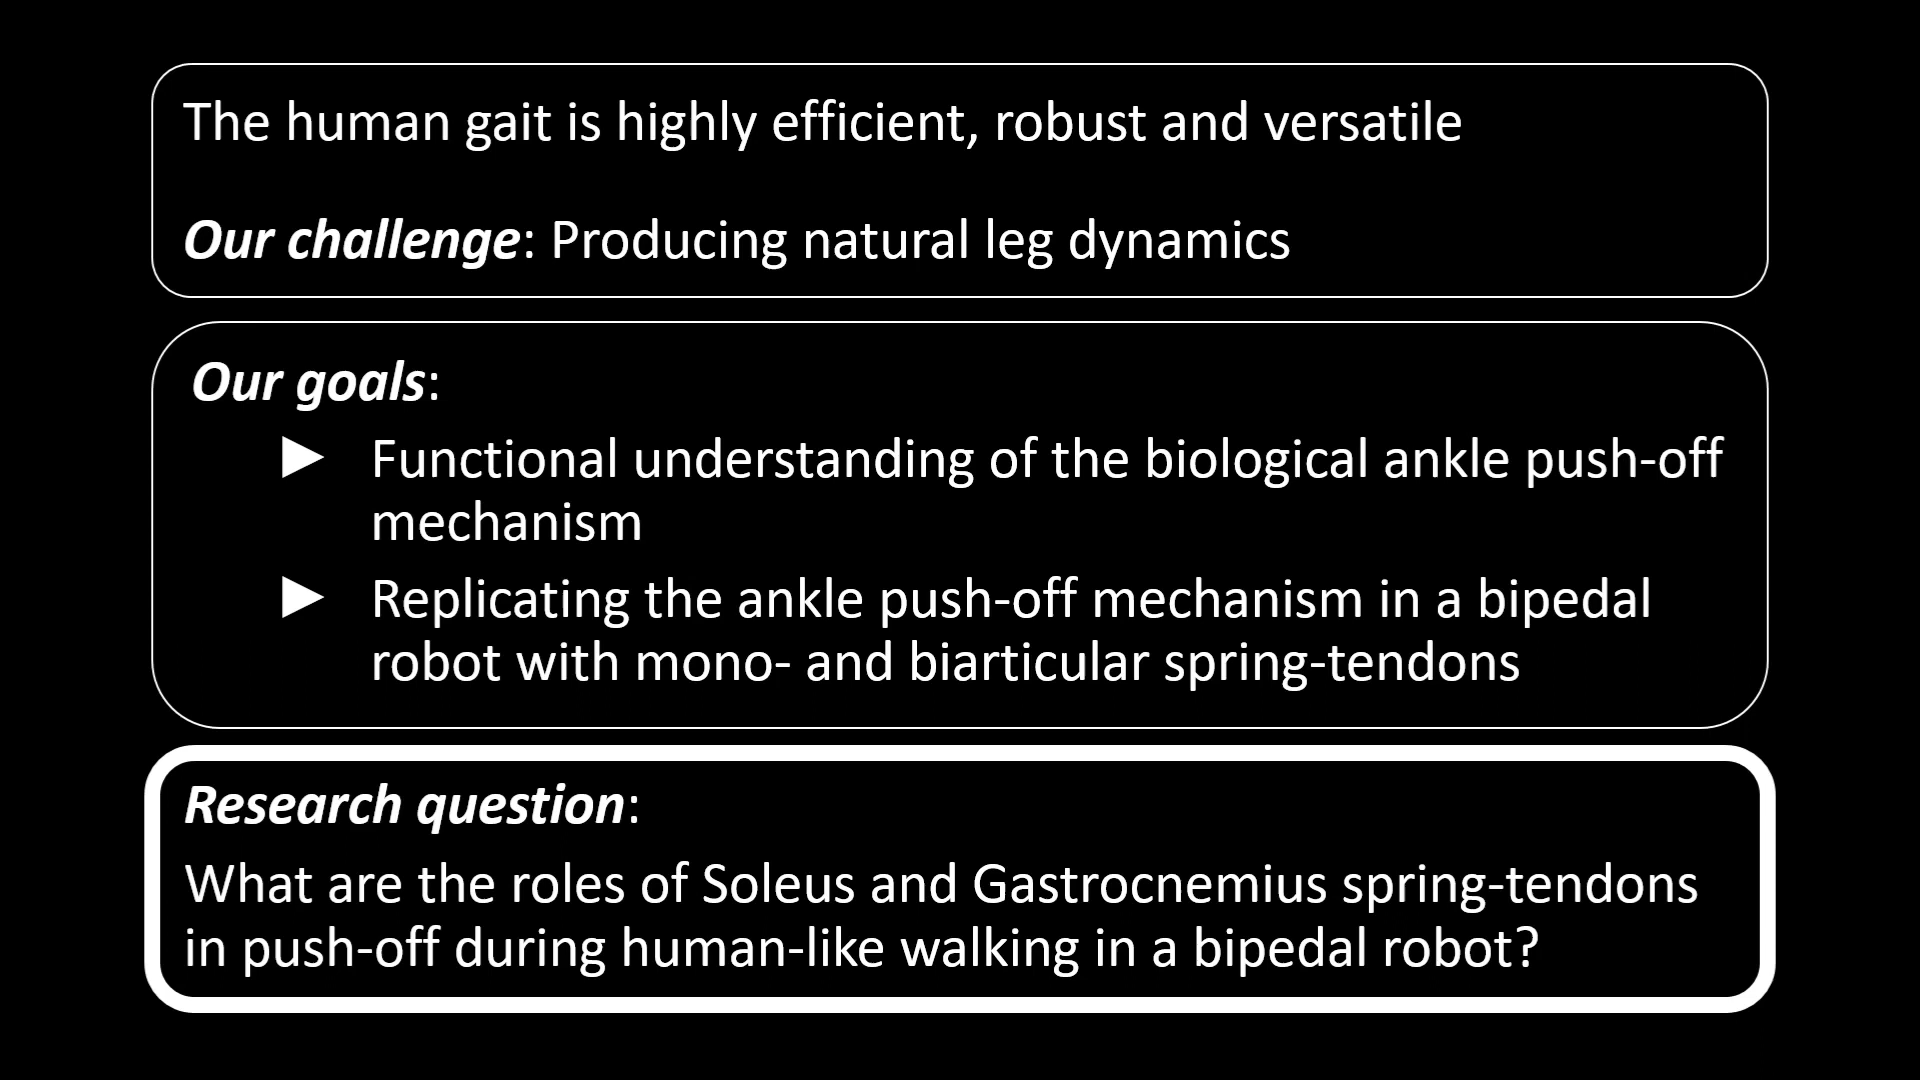 The human gait is highly efficient, robust and versatile
Our challenge: Producing natural leg dynamics
Our goals:
► Functional understanding of the biological ankle push-off
mechanism
► Replicating the ankle push-off mechanism in a bipedal
robot with mono- and biarticular spring-tendons
Research question:
What are the roles of Soleus and Gastrocnemius spring-tendons
in push-off during human-like walking in a bipedal robot?